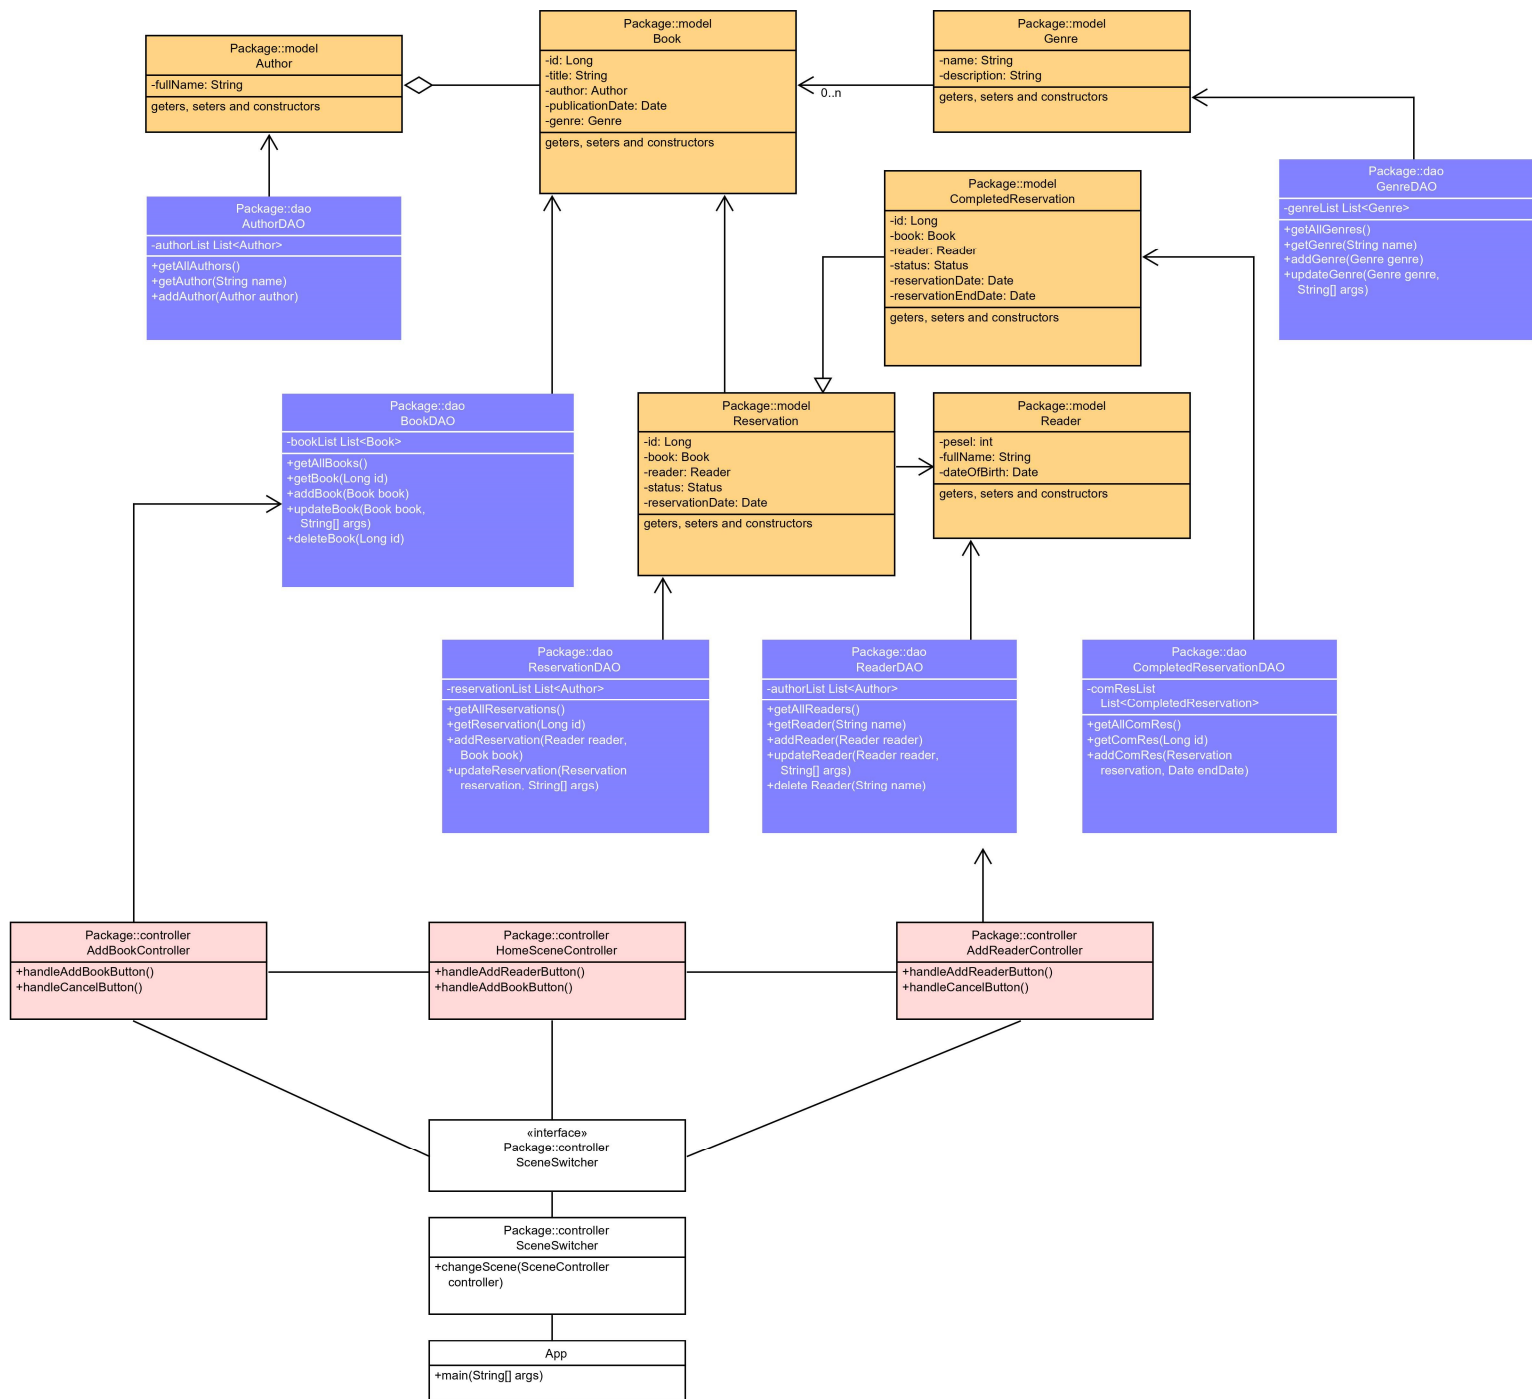 Package::model
Author
-fullName: String
geters, seters and constructors
Package::model
Book
-id: Long
-title: String
-author: Author
-publicationDate: Date
-genre: Genre
geters, seters and constructors
Package::model
Genre
-name: String
-description: String
geters, seters and constructors
0..n
Package::dao
AuthorDAO
-authorList List<Author>
+getAllAuthors()
+getAuthor(String name)
+addAuthor(Author author)
Package::model
CompletedReservation
-id: Long
-book: Book
-reader: Reader
-status: Status
-reservationDate: Date
-reservationEndDate: Date
geters, seters and constructors
Package::dao
GenreDAO
-genreList List<Genre>
+getAllGenres()
+getGenre(String name)
+addGenre(Genre genre)
+updateGenre(Genre genre,
String[] args)
Package::dao
BookDAO
-bookList List<Book>
+getAllBooks()
+getBook(Long id)
+addBook(Book book)
+updateBook(Book book,
String[] args)
+deleteBook(Long id)
Package::model
Reservation
-id: Long
-book: Book
-reader: Reader
-status: Status
-reservationDate: Date
geters, seters and constructors
Package::model
Reader
-pesel: int
-fullName: String
-dateOfBirth: Date
geters, seters and constructors
Package::dao
ReservationDAO
-reservationList List<Author>
+getAllReservations()
+getReservation(Long id)
+addReservation(Reader reader,
Book book)
+updateReservation(Reservation
reservation, String[] args)
Package::dao
ReaderDAO
-authorList List<Author>
+getAllReaders()
+getReader(String name)
+addReader(Reader reader)
+updateReader(Reader reader,
String[] args)
+delete Reader(String name)
Package::dao
CompletedReservationDAO
-comResList
List<CompletedReservation>
+getAllComRes()
+getComRes(Long id)
+addComRes(Reservation
reservation, Date endDate)
Package::controller
AddBookController
+handleAddBookButton()
+handleCancelButton()
Package::controller
HomeSceneController
+handleAddReaderButton()
+handleAddBookButton()
Package::controller
AddReaderController
+handleAddReaderButton()
+handleCancelButton()
«interface»
Package::controller
SceneSwitcher
Package::controller
SceneSwitcher
+changeScene(SceneController
controller)
App
+main(String[] args)